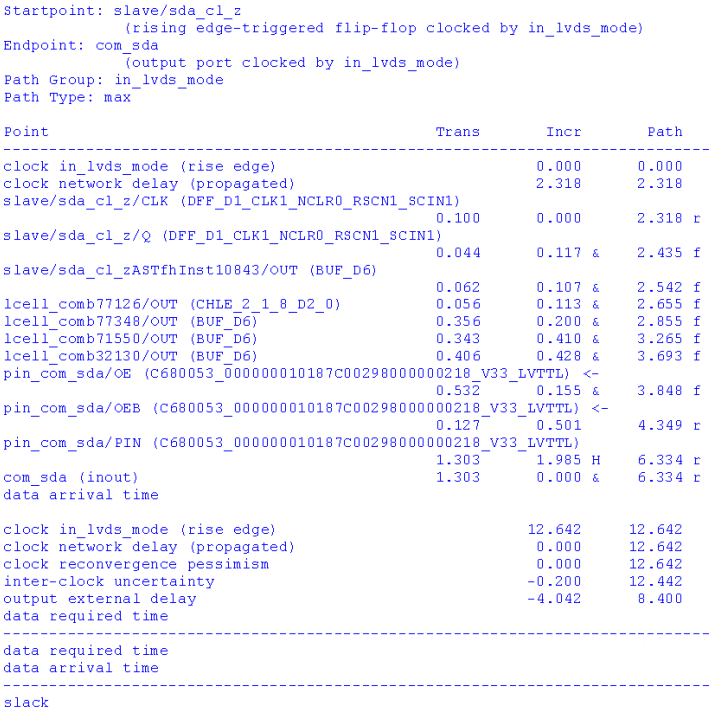 Startpoint: slave/sda_cl_z
(rising edge-triggered flip-flop clocked by in_lvds_mode)
Endpoint: com_sda
(output port clocked by in_lvds_mode)
Path Group: in_lvds_mode
Path Type: max
Point Trans Incr Path
--------------------------------------------------------------------------------
clock in_lvds_mode (rise edge) 0.000 0.000
clock network delay (propagated) 2.318 2.318
slave/sda_cl_z/CLK (DFF_D1_CLK1_NCLR0_RSCN1_SCIN1)
0.100 0.000 2.318 r
slave/sda_cl_z/Q (DFF_D1_CLK1_NCLR0_RSCN1_SCIN1)
0.044 0.117 & 2.435 f
slave/sda_cl_zASTfhInst10843/OUT (BUF_D6)
0.062 0.107 & 2.542 f
lcell_comb77126/OUT (CHLE_2_1_8_D2_0) 0.056 0.113 & 2.655 f
lcell_comb77348/OUT (BUF_D6) 0.356 0.200 & 2.855 f
lcell_comb71550/OUT (BUF_D6) 0.343 0.410 & 3.265 f
lcell_comb32130/OUT (BUF_D6) 0.406 0.428 & 3.693 f
pin_com_sda/OE (C680053_000000010187C00298000000218_V33_LVTTL) <-
0.532 0.155 & 3.848 f
pin_com_sda/OEB (C680053_000000010187C00298000000218_V33_LVTTL) <-
0.127 0.501 4.349 r
pin_com_sda/PIN (C680053_000000010187C00298000000218_V33_LVTTL)
1.303 1.985 H 6.334 r
com_sda (inout) 1.303 0.000 & 6.334 r
data arrival time
clock in_lvds_mode (rise edge) 12.642 12.642
clock network delay (propagated) 0.000 12.642
clock reconvergence pessimism 0.000 12.642
inter-clock uncertainty -0.200 12.442
output external delay -4.042 8.400
data required time
--------------------------------------------------------------------------------
data required time
data arrival time
--------------------------------------------------------------------------------
slack